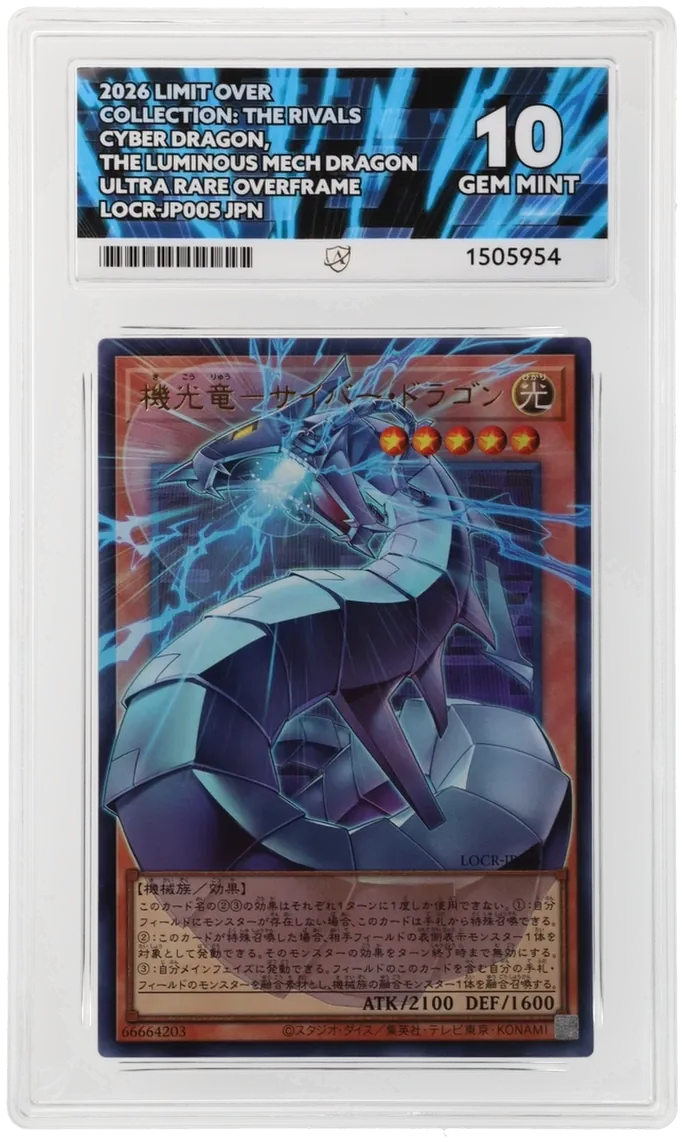 2026 LIMIT OVER
COLLECTION: THE RIVALS
CYBER DRAGON,
THE LUMINOUS MECH DRAGON
ULTRA RARE OVERFRAME
LOCR-JP005 JPN
10
GEM MINT
1505954
機光竜－サイバー・ドラゴン
光
LOCR-JP
【機械族／効果】
このカード名の②③の効果はそれぞれ1ターンに1度しか使用できない。①:自分
フィールドにモンスターが存在しない場合、このカードは手札から特殊召喚できる。
②:このカードが特殊召喚した場合、相手フィールドの表側表示モンスター1体を
対象として発動できる。そのモンスターの効果をターン終了時まで無効にする。
③:自分メインフェイズに発動できる。フィールドのこのカードを含む自分の手札・
フィールドのモンスターを融合素材とし、機械族の融合モンスター1体を融合召喚する。
ATK/2100 DEF/1600
66664203
©スタジオ・ダイス／集英社・テレビ東京・KONAMI